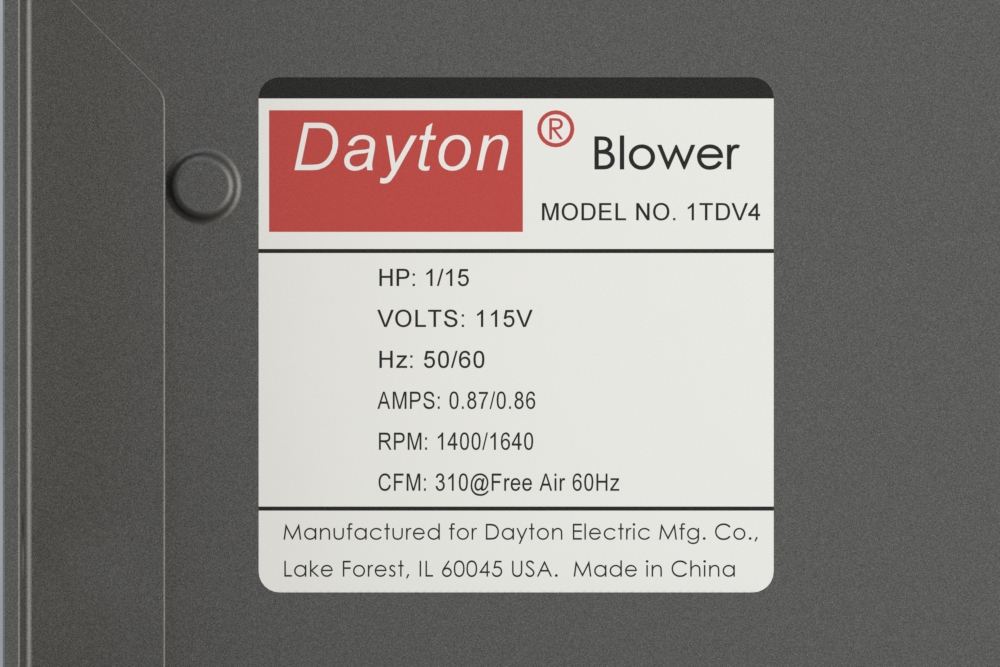 Dayton ®
Blower
MODEL NO. 1TDV4
HP: 1/15
VOLTS: 115V
Hz: 50/60
AMPS: 0.87/0.86
RPM: 1400/1640
CFM: 310@Free Air 60Hz
Manufactured for Dayton Electric Mfg. Co.,
Lake Forest, IL 60045 USA. Made in China